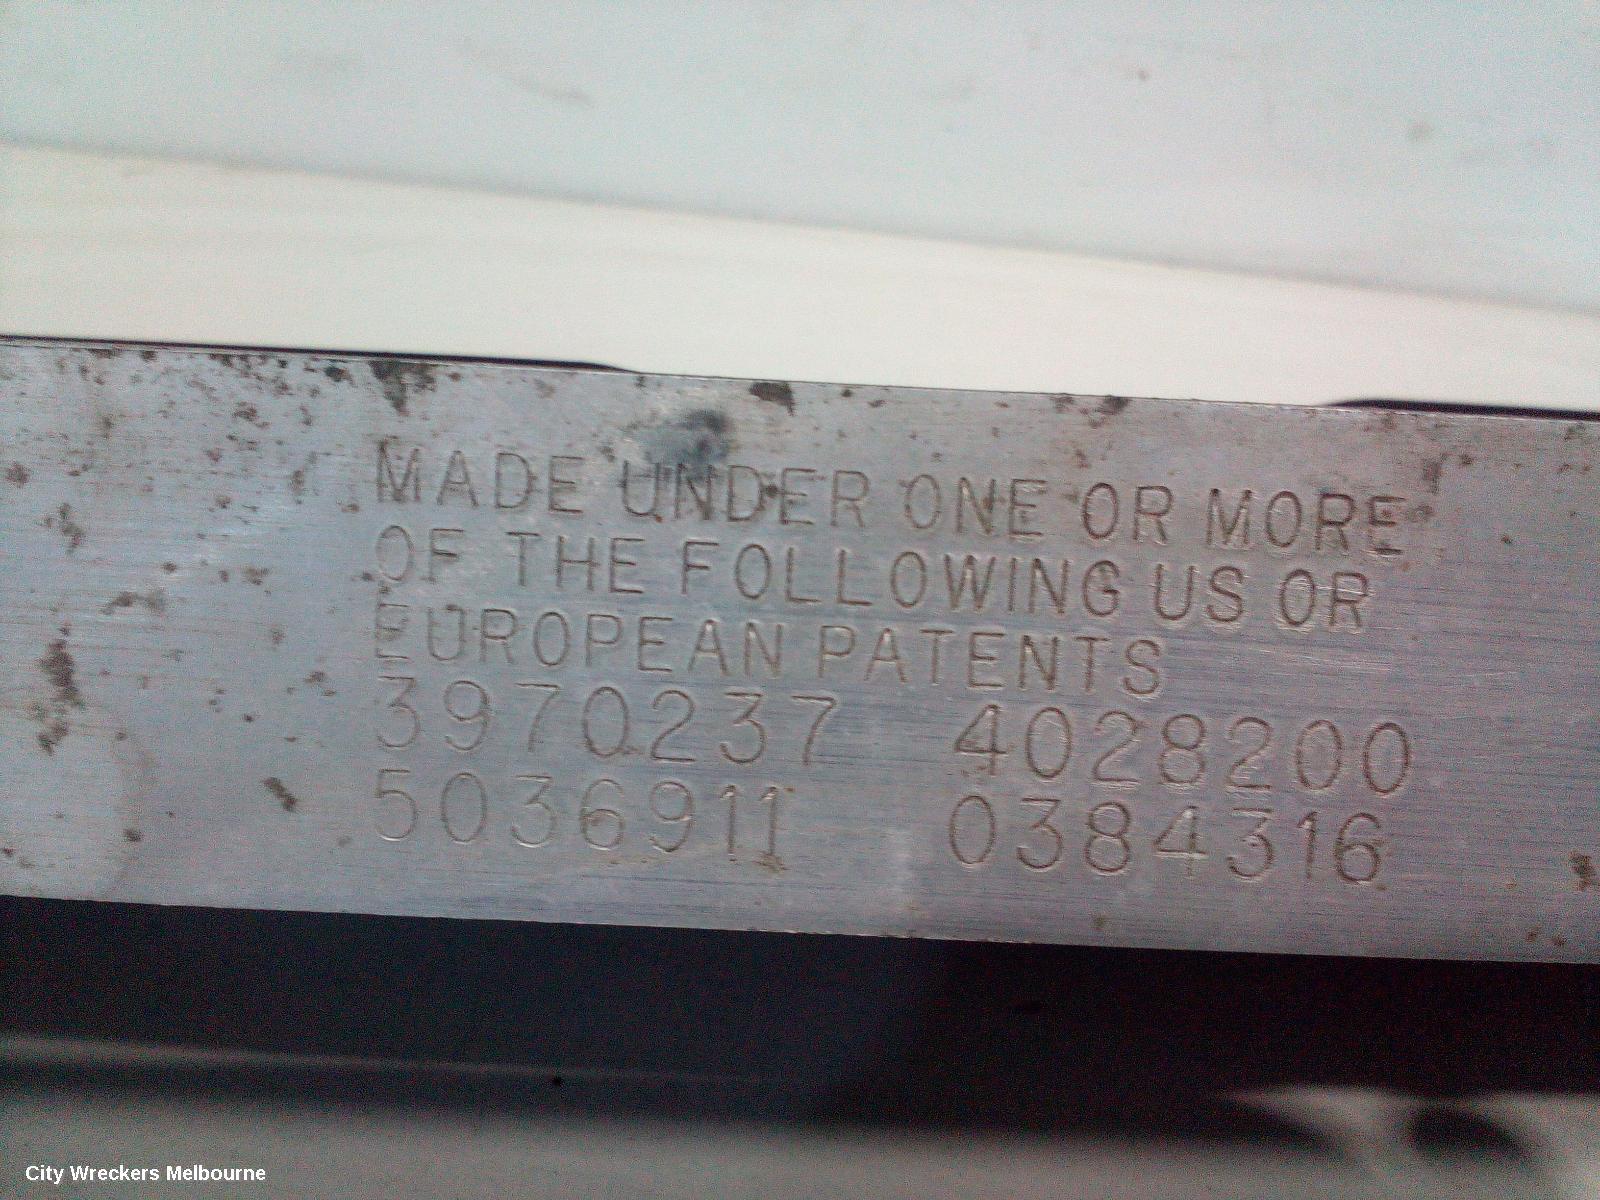 MADE UNDER ONE OR MORE
OF THE FOLLOWING US OR
EUROPEAN PATENTS
3970237 4028200
5036911 0384316
City Wreckers Melbourne